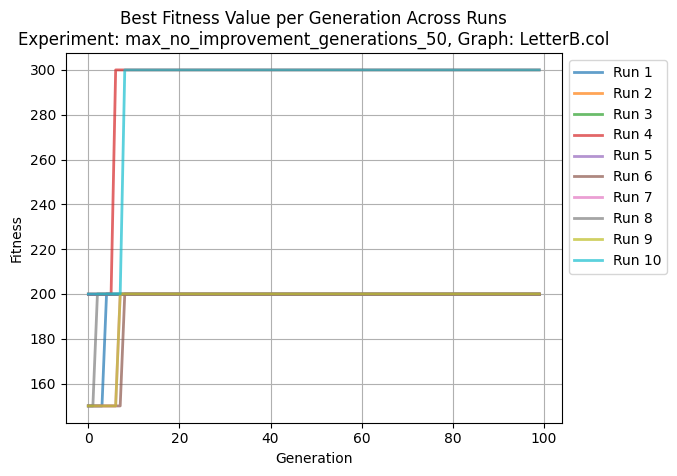 Best Fitness Value per Generation Across Runs
Experiment: max_no_improvement_generations_50, Graph: LetterB.col
300
280
260
240
220
200
180
160
Fitness
0 20 40 60 80 100
Generation
Run 1
Run 2
Run 3
Run 4
Run 5
Run 6
Run 7
Run 8
Run 9
Run 10